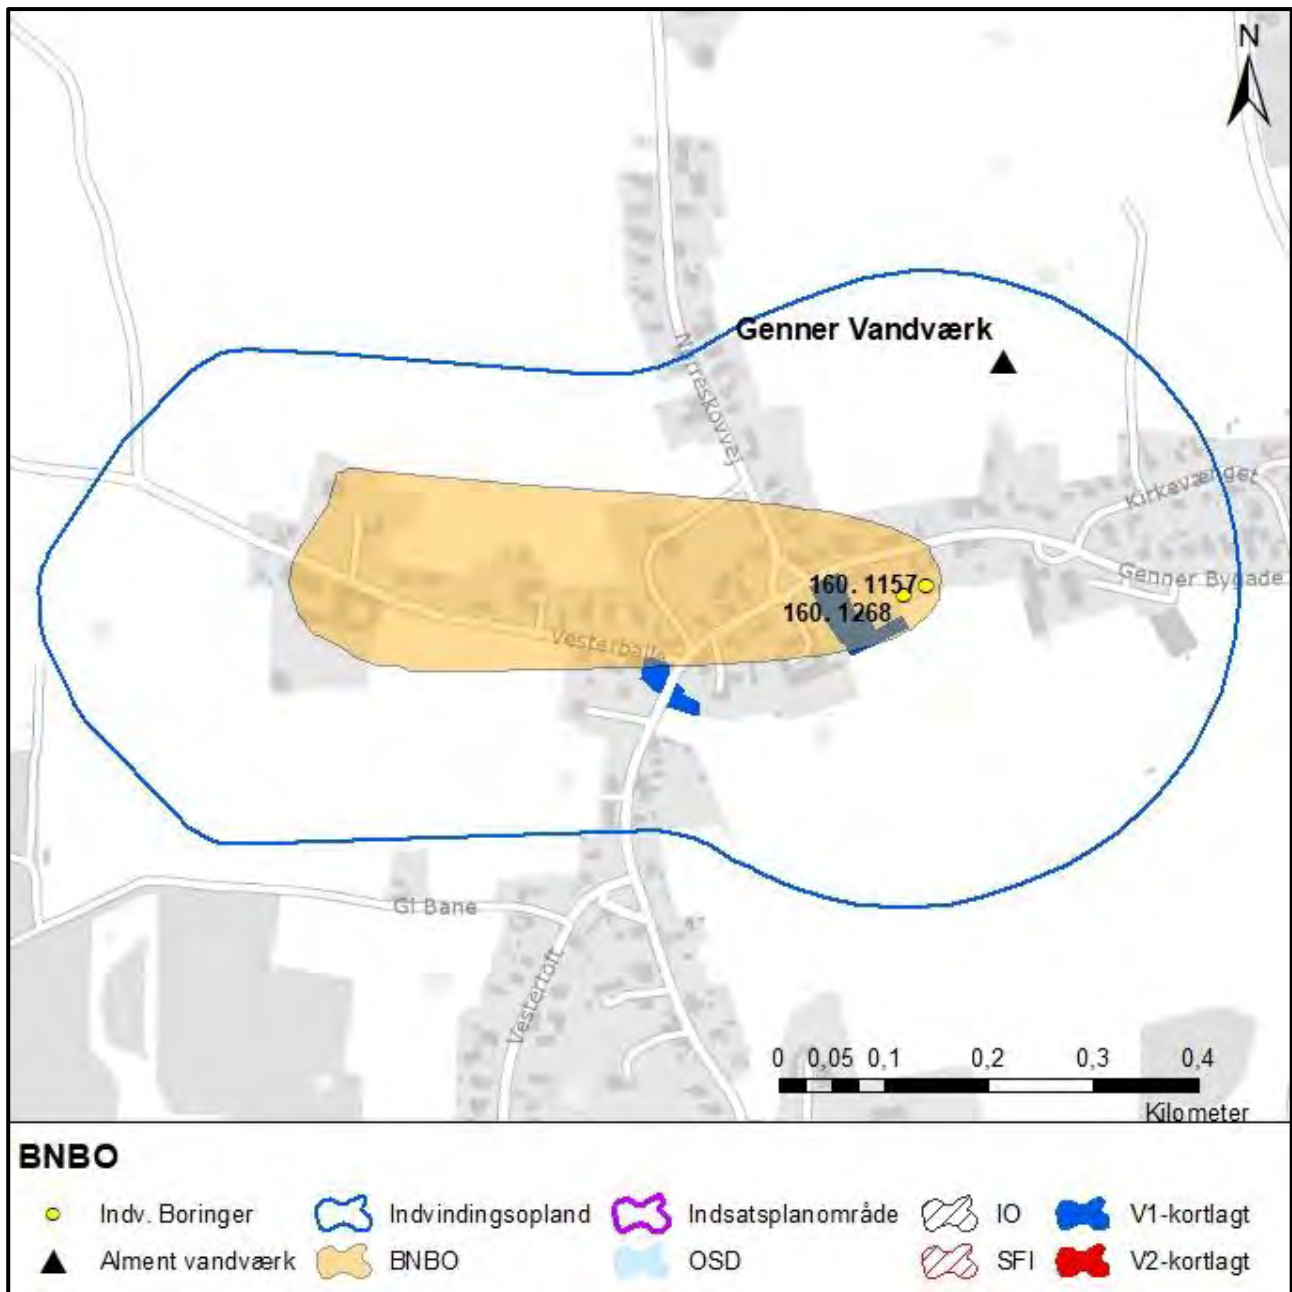 N
Genner Vandværk
Nørreskovvej
Kirkevænget
Genner Bygade
160. 1157
160. 1268
Vesterballe
Gl Bane
Vestertoft
0 0,05 0,1 0,2 0,3 0,4
Kilometer
BNBO
Indv. Boringer
Indvindingsopland
Indsatsplanområde
IO
V1-kortlagt
Alment vandværk
BNBO
OSD
SFI
V2-kortlagt